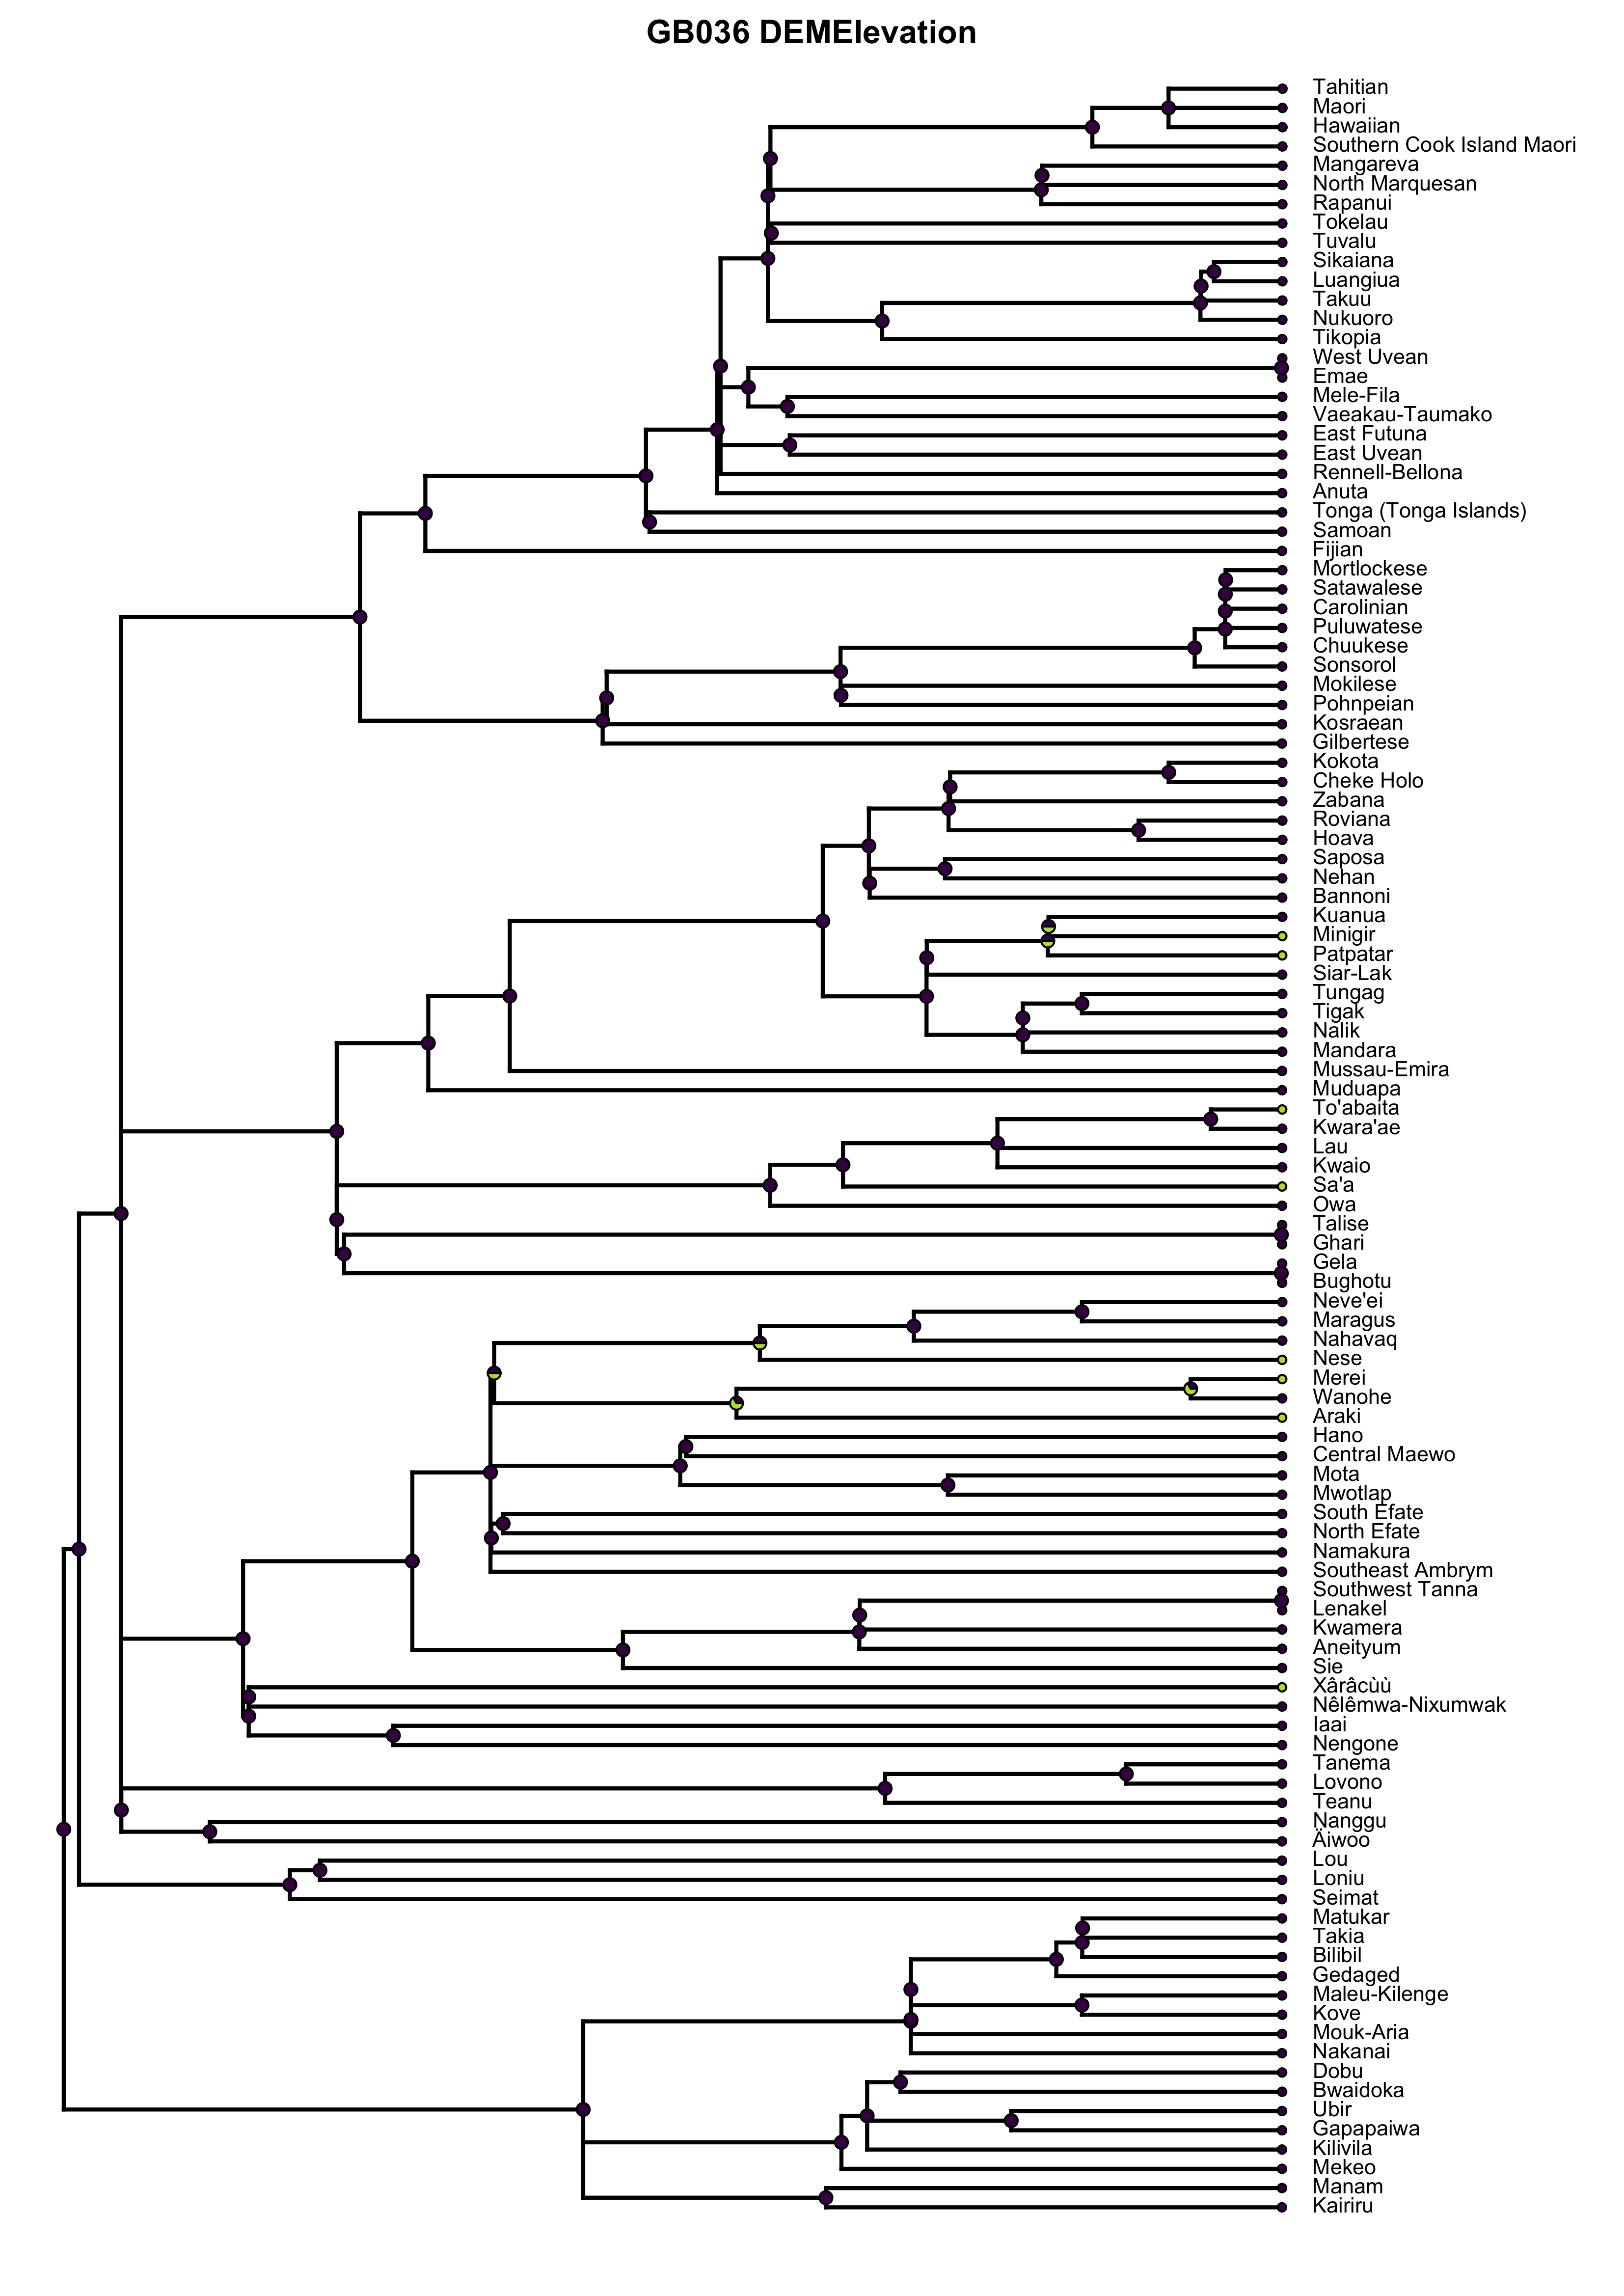 GB036 DEMElevation
Tahitian
Maori
Hawaiian
Southern Cook Island Maori
Mangareva
North Marquesan
Rapanui
Tokelau
Tuvalu
Sikaiana
Luangiua
Takuu
Nukuoro
Tikopia
West Uvean
Emae
Mele-Fila
Vaeakau-Taumako
East Futuna
East Uvean
Rennell-Bellona
Anuta
Tonga (Tonga Islands)
Samoan
Fijian
Mortlockese
Satawalese
Carolinian
Puluwatese
Chuukese
Sonsorol
Mokilese
Pohnpeian
Kosraean
Gilbertese
Kokota
Cheke Holo
Zabana
Roviana
Hoava
Saposa
Nehan
Bannoni
Kuanua
Minigir
Patpatar
Siar-Lak
Tungag
Tigak
Nalik
Mandara
Mussau-Emira
Muduapa
To'abaita
Kwara'ae
Lau
Kwaio
Sa'a
Owa
Talise
Ghari
Gela
Bughotu
Neve'ei
Maragus
Nahavaq
Nese
Merei
Wanohe
Araki
Hano
Central Maewo
Mota
Mwotlap
South Efate
North Efate
Namakura
Southeast Ambrym
Southwest Tanna
Lenakel
Kwamera
Aneityum
Sie
Xârâcùù
Nêlêmwa-Nixumwak
Iaai
Nengone
Tanema
Lovono
Teanu
Nanggu
Äiwoo
Lou
Loniu
Seimat
Matukar
Takia
Bilibil
Gedaged
Maleu-Kilenge
Kove
Mouk-Aria
Nakanai
Dobu
Bwaidoka
Ubir
Gapapaiwa
Kilivila
Mekeo
Manam
Kairiru